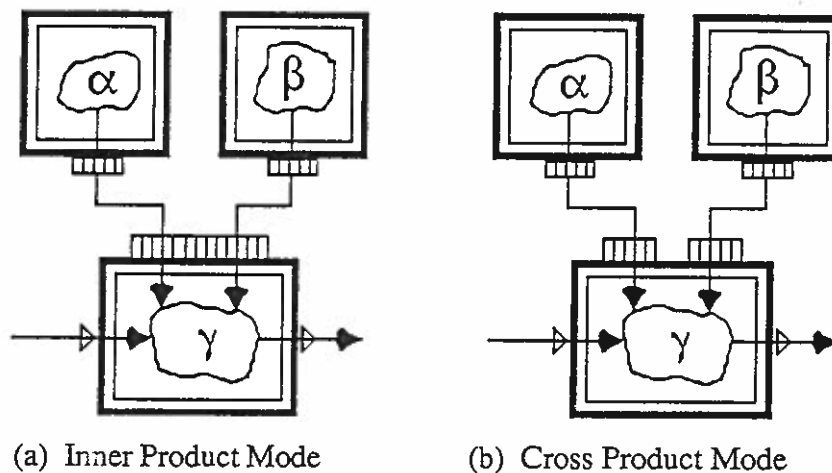 α β α β
γ γ
(a) Inner Product Mode (b) Cross Product Mode